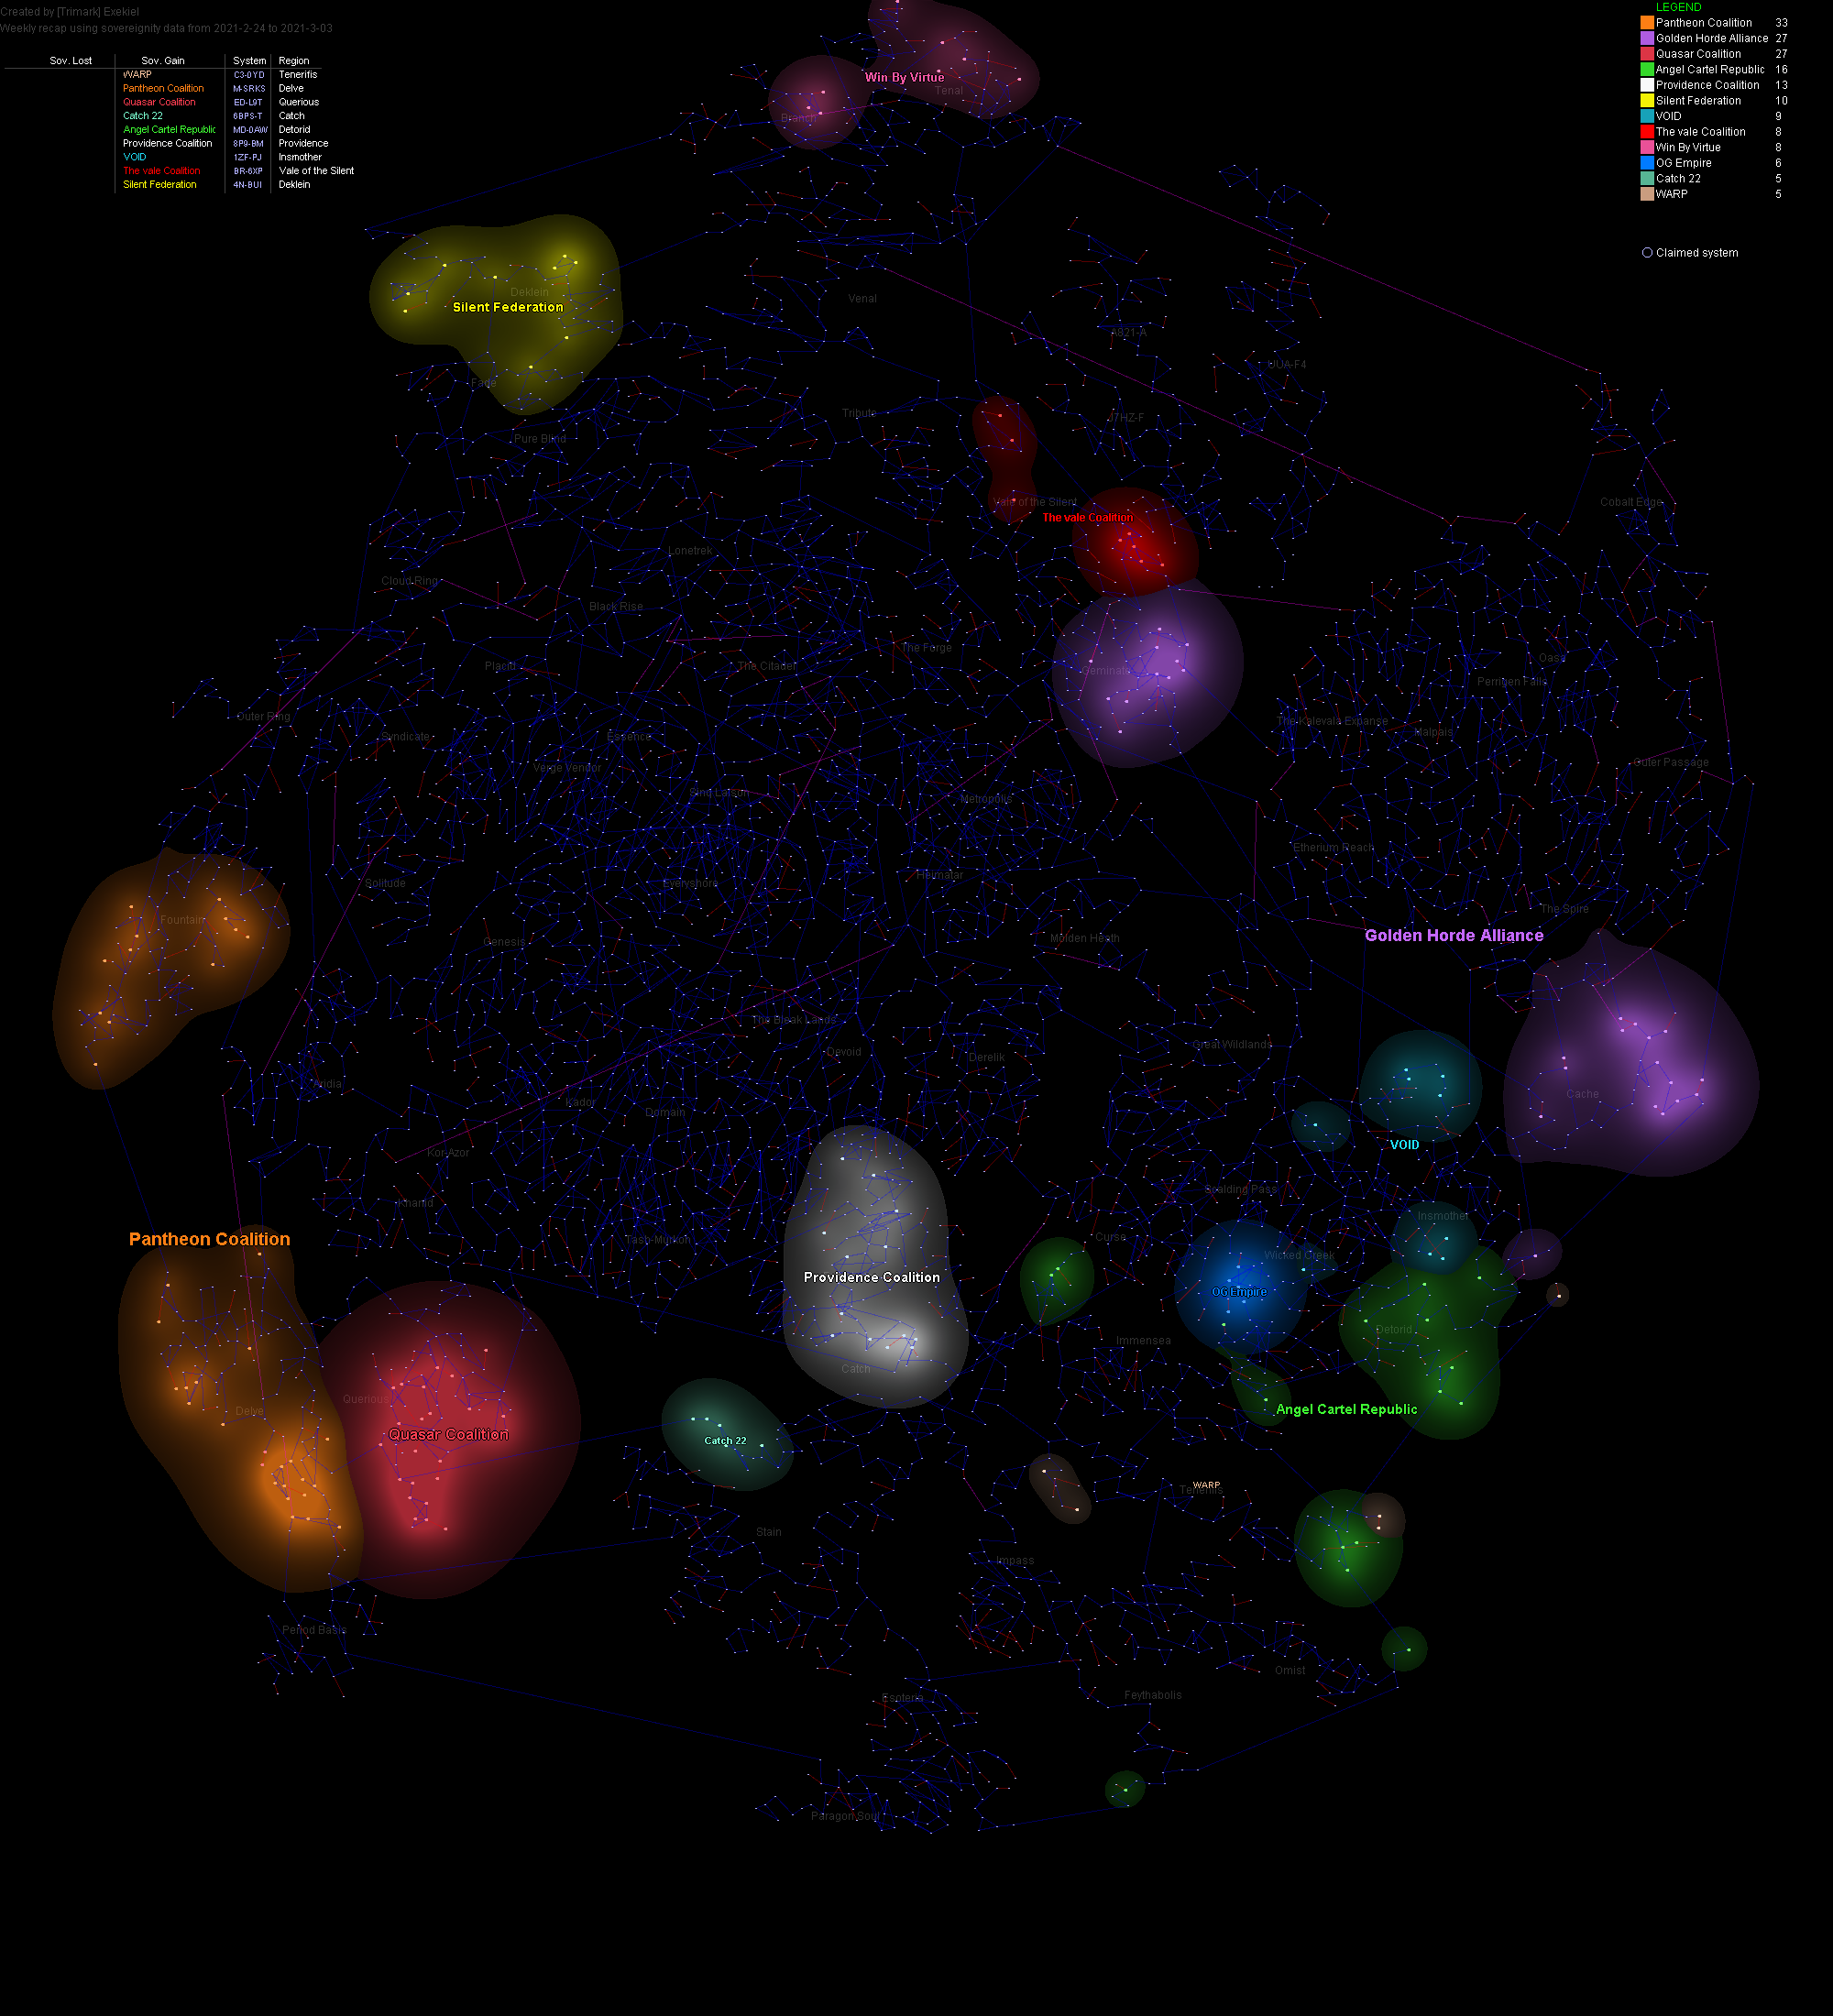 Created by [Trimark] Exekiel
Weekly recap using sovereignity data from 2021-2-24 to 2021-3-03
Sov. Lost Sov. Gain System Region
WARP C3-0YD Tenerifis
Pantheon Coalition M-SRKS Delve
Quasar Coalition ED-L9T Querious
Catch 22 6BPS-T Catch
Angel Cartel Republic MD-0AW Detorid
Providence Coalition 8P9-BM Providence
VOID 1ZF-PJ Insmother
The vale Coalition BR-6XP Vale of the Silent
Silent Federation 4N-BUI Deklein
LEGEND
Pantheon Coalition 33
Golden Horde Alliance 27
Quasar Coalition 27
Angel Cartel Republic 16
Providence Coalition 13
Silent Federation 10
VOID 9
The vale Coalition 8
Win By Virtue 8
OG Empire 6
Catch 22 5
WARP 5
Claimed system
Win By Virtue
Tenal
Branch
Deklein
Silent Federation
Venal
A821-A
UUA-F4
Fade
Tribute
J7HZ-F
Pure Blind
Vale of the Silent
Cobalt Edge
The vale Coalition
Lonetrek
Cloud Ring
Black Rise
The Forge
Oasa
Placid
The Citadel
Geminate
Perrigen Falls
Outer Ring
The Kalevala Expanse
Syndicate
Essence
Malpais
Outer Passage
Verge Vendor
Sinq Laison
Metropolis
Etherium Reach
Solitude
Everyshore
Heimatar
The Spire
Fountain
Golden Horde Alliance
Genesis
Molden Heath
The Bleak Lands
Great Wildlands
Devoid
Derelik
Aridia
Cache
Kador
Domain
VOID
Kor-Azor
Scalding Pass
Khanid
Insmother
Pantheon Coalition
Tash-Murkon
Curse
Wicked Creek
Providence Coalition
OG Empire
Detorid
Immensea
Catch
Querious
Delve
Angel Cartel Republic
Quasar Coalition
Catch 22
WARP
Tenerifis
Stain
Impass
Period Basis
Omist
Esoteria
Feythabolis
Paragon Soul